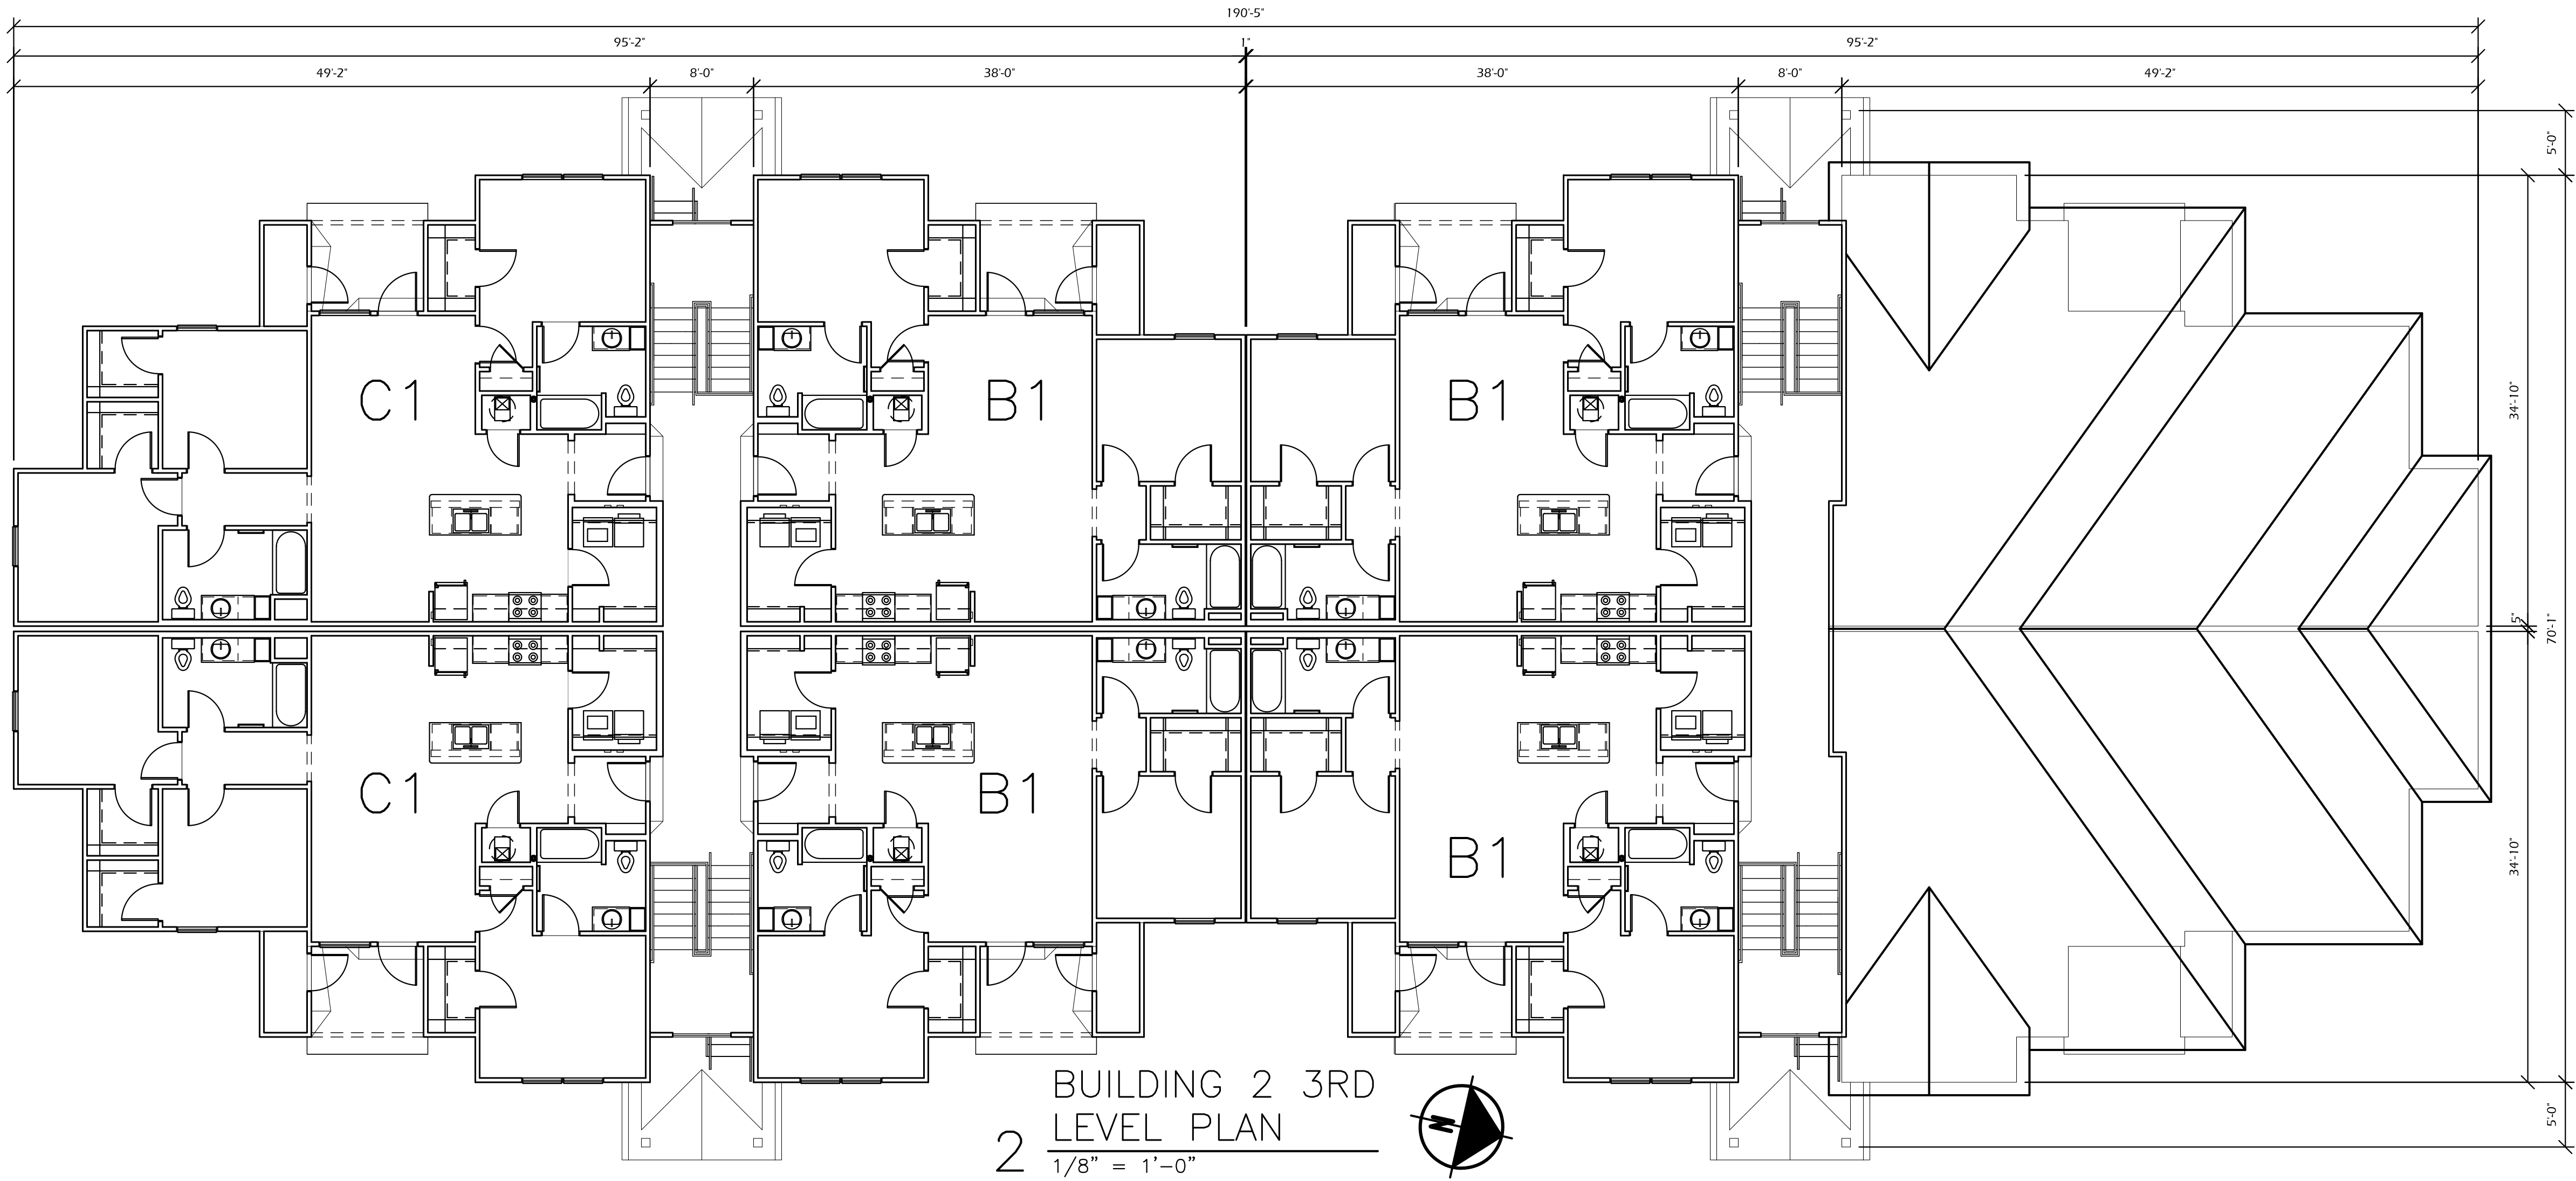 190'-5"
95'-2" 1" 95'-2"
49'-2" 8'-0" 38'-0" 38'-0" 8'-0" 49'-2"
5'-0"
34'-10"
C1 B1 B1
5"
70'-1"
C1 B1
B1
34'-10"
5'-0"
BUILDING 2 3RD
LEVEL PLAN
2
1/8" = 1'-0"
N